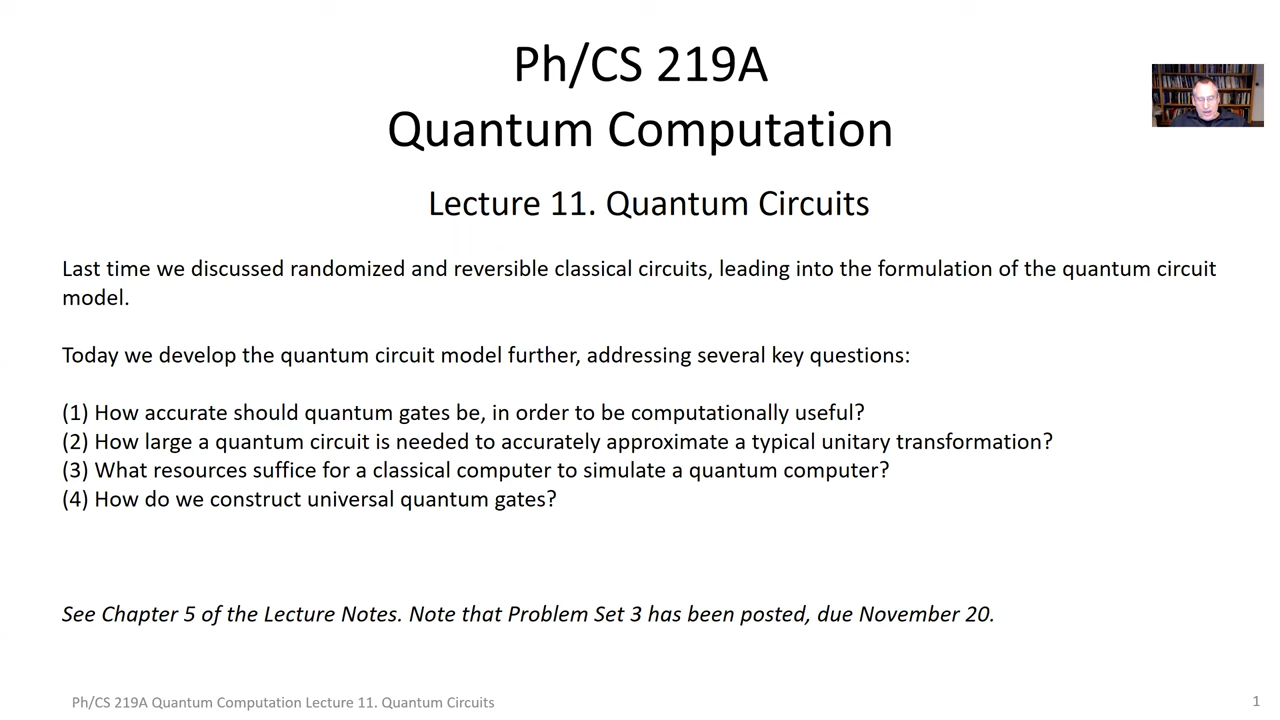 Ph/CS 219A
Quantum Computation
Lecture 11. Quantum Circuits
Last time we discussed randomized and reversible classical circuits, leading into the formulation of the quantum circuit
model.
Today we develop the quantum circuit model further, addressing several key questions:
(1) How accurate should quantum gates be, in order to be computationally useful?
(2) How large a quantum circuit is needed to accurately approximate a typical unitary transformation?
(3) What resources suffice for a classical computer to simulate a quantum computer?
(4) How do we construct universal quantum gates?
See Chapter 5 of the Lecture Notes. Note that Problem Set 3 has been posted, due November 20.
Ph/CS 219A Quantum Computation Lecture 11. Quantum Circuits
1